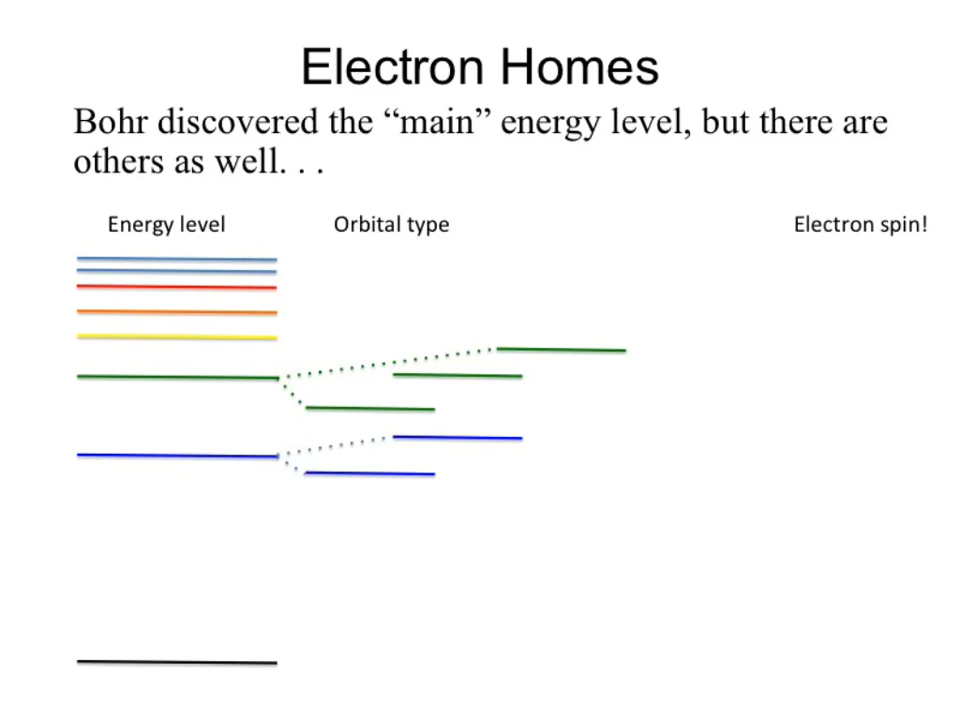 Electron Homes
Bohr discovered the “main” energy level, but there are
others as well. . .
Energy level
Orbital type
Electron spin!